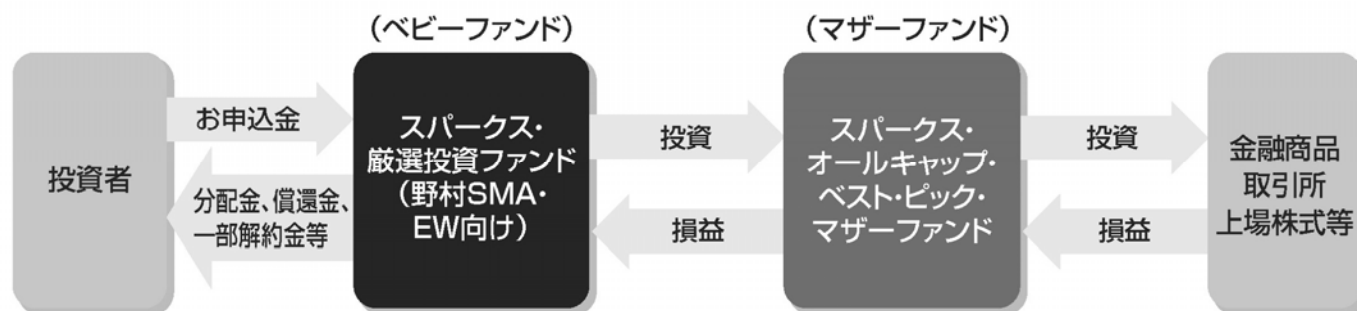 (ベビーファンド)
(マザーファンド)
投資者
お申込金
分配金、償還金、
一部解約金等
スパークス・
厳選投資ファンド
(野村SMA・
EW向け)
投資
損益
スパークス・
オールキャップ・
ベスト・ピック・
マザーファンド
投資
損益
金融商品
取引所
上場株式等